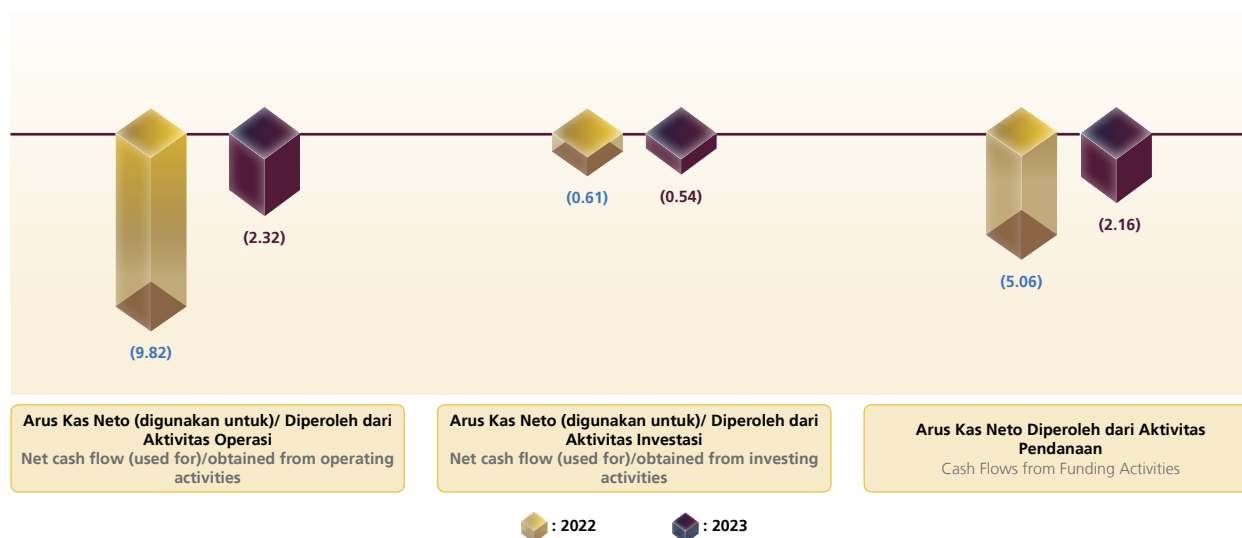 (0.61)
(0.54)
(2.32)
(2.16)
(5.06)
(9.82)
Arus Kas Neto (digunakan untuk)/ Diperoleh dari
Aktivitas Operasi
Net cash flow (used for)/obtained from operating
activities
Arus Kas Neto (digunakan untuk)/ Diperoleh dari
Aktivitas Investasi
Net cash flow (used for)/obtained from investing
activities
Arus Kas Neto Diperoleh dari Aktivitas
Pendanaan
Cash Flows from Funding Activities
: 2022
: 2023